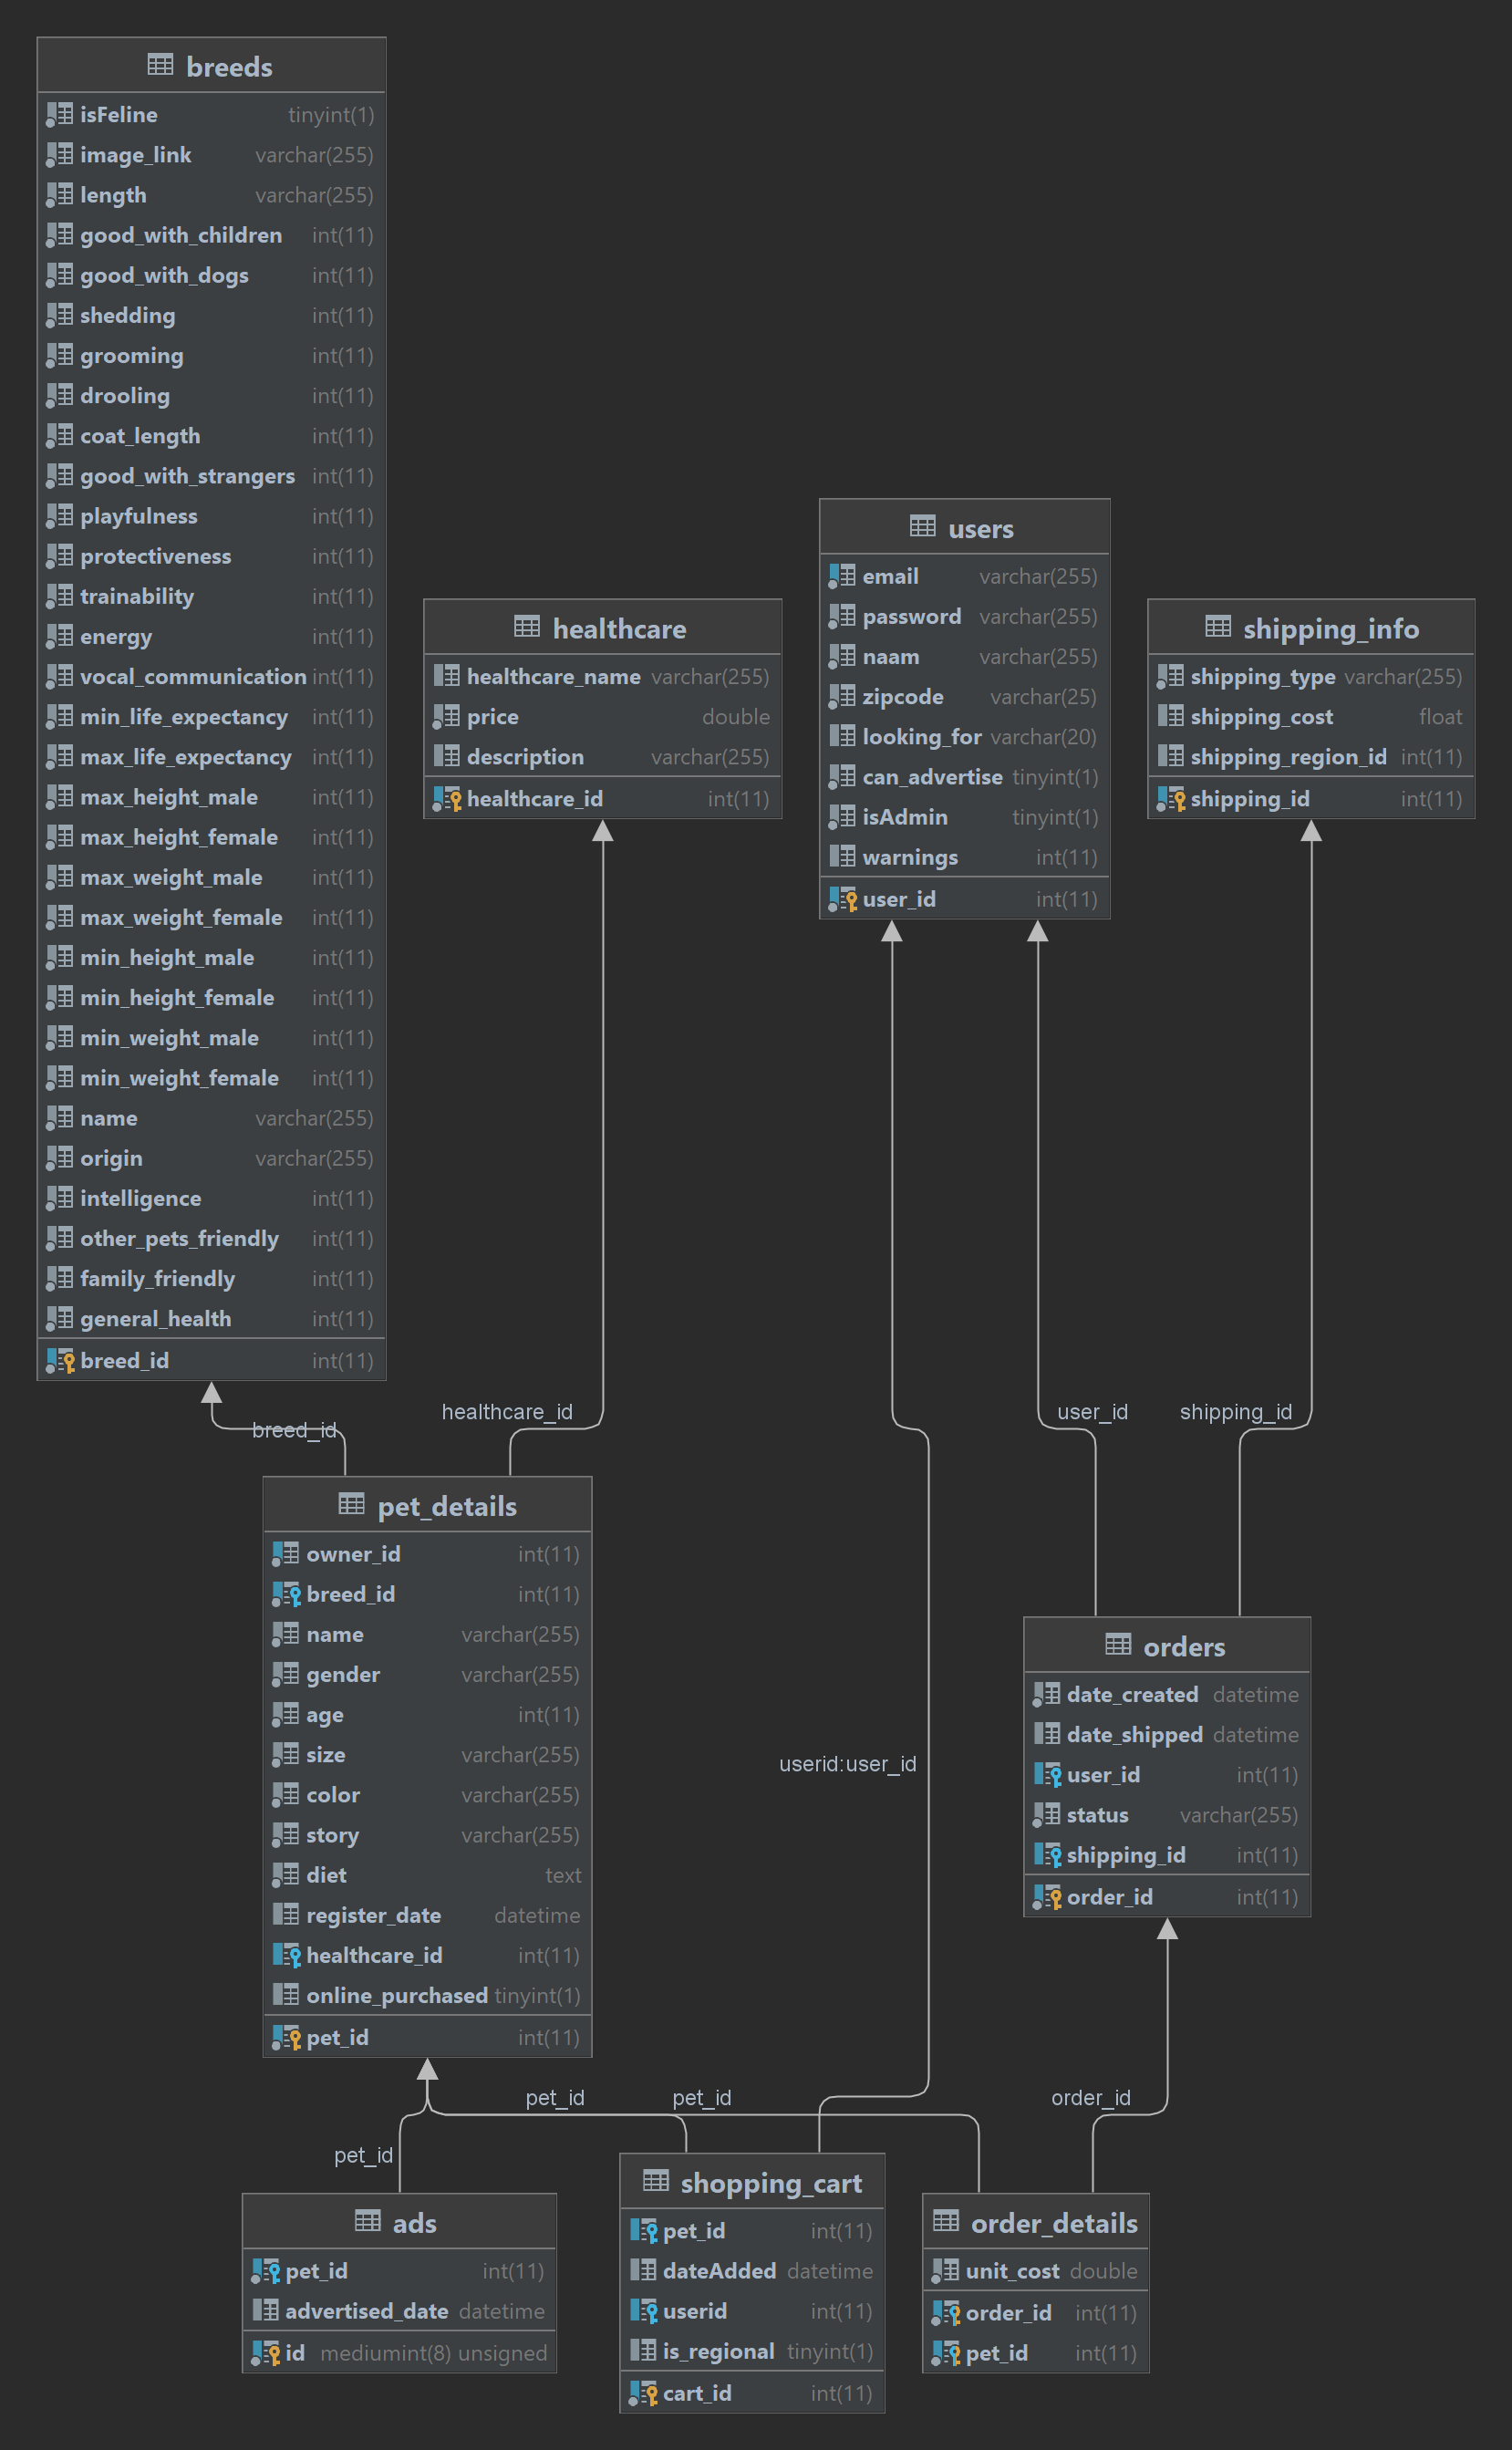 breeds
isFeline tinyint(1)
image_link varchar(255)
length varchar(255)
good_with_children int(11)
good_with_dogs int(11)
shedding int(11)
grooming int(11)
drooling int(11)
coat_length int(11)
good_with_strangers int(11)
playfulness int(11)
protectiveness int(11)
trainability int(11)
energy int(11)
vocal_communication int(11)
min_life_expectancy int(11)
max_life_expectancy int(11)
max_height_male int(11)
max_height_female int(11)
max_weight_male int(11)
max_weight_female int(11)
min_height_male int(11)
min_height_female int(11)
min_weight_male int(11)
min_weight_female int(11)
name varchar(255)
origin varchar(255)
intelligence int(11)
other_pets_friendly int(11)
family_friendly int(11)
general_health int(11)
breed_id int(11)
healthcare
healthcare_name varchar(255)
price double
description varchar(255)
healthcare_id int(11)
users
email varchar(255)
password varchar(255)
naam varchar(255)
zipcode varchar(25)
looking_for varchar(20)
can_advertise tinyint(1)
isAdmin tinyint(1)
warnings int(11)
user_id int(11)
shipping_info
shipping_type varchar(255)
shipping_cost float
shipping_region_id int(11)
shipping_id int(11)
breed_id
healthcare_id
user_id
shipping_id
pet_details
owner_id int(11)
breed_id int(11)
name varchar(255)
gender varchar(255)
age int(11)
size varchar(255)
color varchar(255)
story varchar(255)
diet text
register_date datetime
healthcare_id int(11)
online_purchased tinyint(1)
pet_id int(11)
userid:user_id
orders
date_created datetime
date_shipped datetime
user_id int(11)
status varchar(255)
shipping_id int(11)
order_id int(11)
pet_id
pet_id
order_id
pet_id
ads
pet_id int(11)
advertised_date datetime
id mediumint(8) unsigned
shopping_cart
pet_id int(11)
dateAdded datetime
userid int(11)
is_regional tinyint(1)
cart_id int(11)
order_details
unit_cost double
order_id int(11)
pet_id int(11)